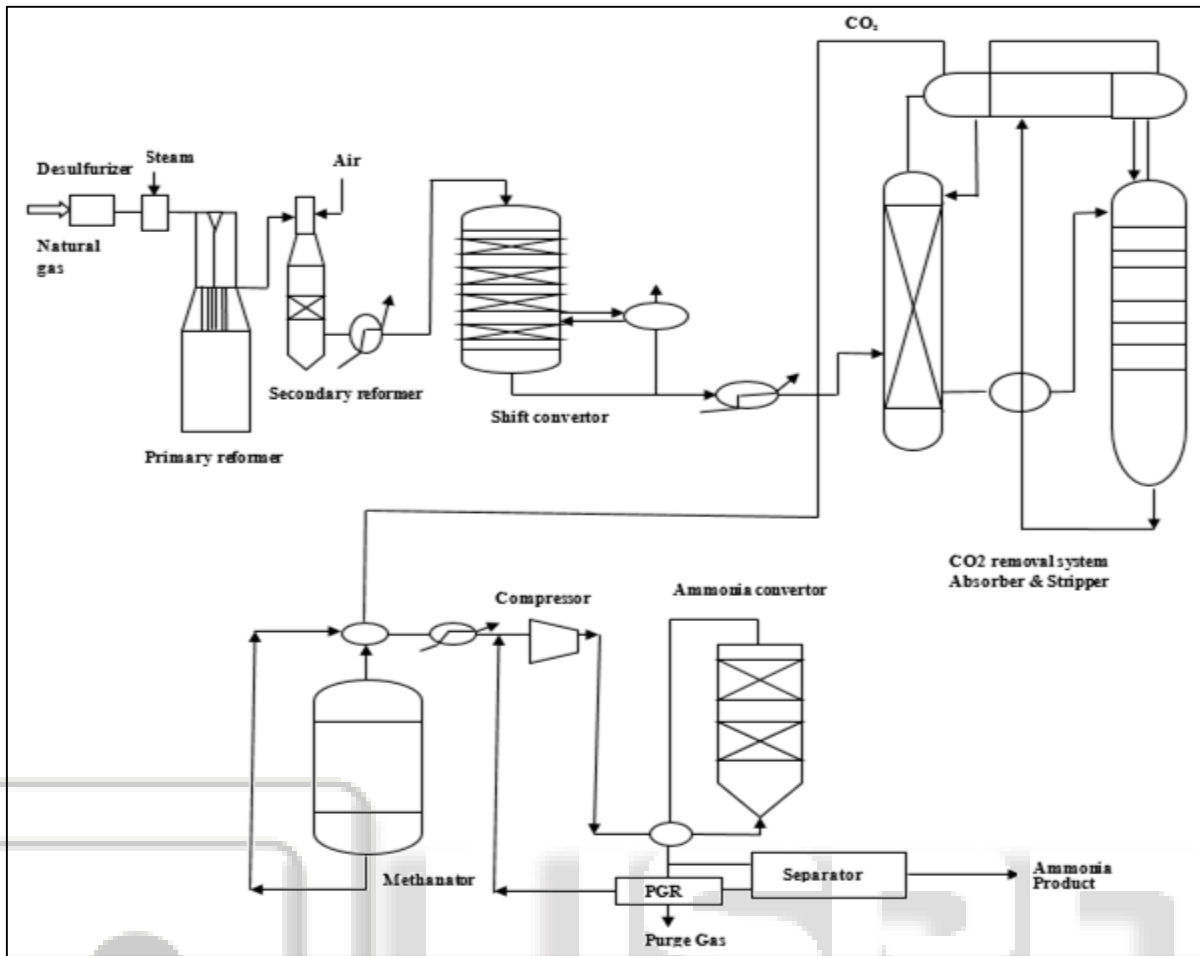 CO₂
Steam
Desulfurizer
Air
Natural
gas
Secondary reformer
Shift convertor
Primary reformer
CO2 removal system
Absorber & Stripper
Compressor
Ammonia convertor
Methanator
PGR
Separator
Ammonia
Product
Purge Gas